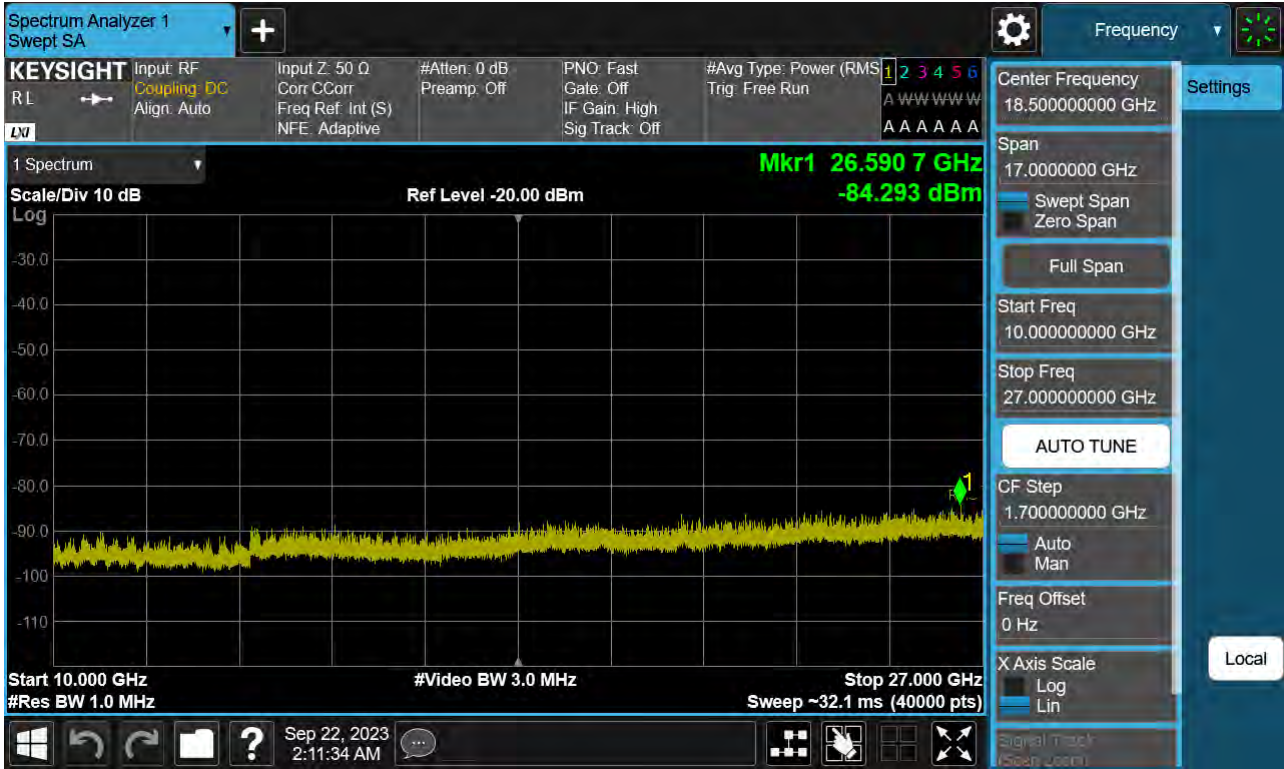 Spectrum Analyzer 1
Swept SA
Frequency
KEYSIGHT
R L
LXI
Input: RF
Coupling: DC
Align: Auto
Input Z: 50 Ω
Corr CCorr
Freq Ref: Int (S)
NFE: Adaptive
#Atten: 0 dB
Preamp: Off
PNO: Fast
Gate: Off
IF Gain: High
Sig Track: Off
#Avg Type: Power (RMS
Trig: Free Run
1 2 3 4 5 6
A W W W W W
A A A A A A
1 Spectrum
Scale/Div 10 dB
Log
Ref Level -20.00 dBm
Mkr1 26.590 7 GHz
-84.293 dBm
-30.0
-40.0
-50.0
-60.0
-70.0
-80.0
-90.0
-100
-110
1
Start 10.000 GHz
#Res BW 1.0 MHz
#Video BW 3.0 MHz
Stop 27.000 GHz
Sweep ~32.1 ms (40000 pts)
Center Frequency
18.500000000 GHz
Span
17.0000000 GHz
Swept Span
Zero Span
Full Span
Start Freq
10.000000000 GHz
Stop Freq
27.000000000 GHz
AUTO TUNE
CF Step
1.700000000 GHz
Auto
Man
Freq Offset
0 Hz
X Axis Scale
Log
Lin
Signal Track
(Span Zoom)
Settings
Local
?
Sep 22, 2023
2:11:34 AM